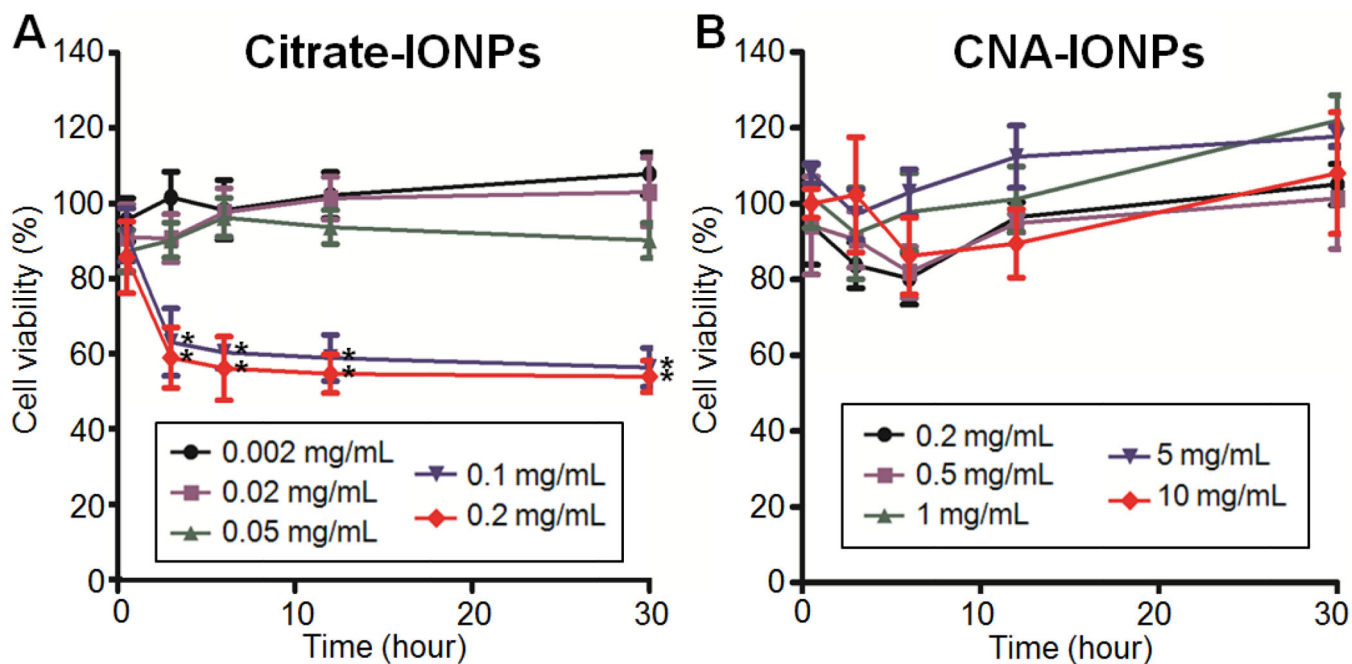 A
Citrate-IONPs
Cell viability (%)
140
120
100
80
60
40
20
0
* *
* *
* *
* *
0.002 mg/mL
0.02 mg/mL
0.05 mg/mL
0.1 mg/mL
0.2 mg/mL
0 10 20 30
Time (hour)
B
CNA-IONPs
Cell viability (%)
140
120
100
80
60
40
20
0
0.2 mg/mL
0.5 mg/mL
1 mg/mL
5 mg/mL
10 mg/mL
0 10 20 30
Time (hour)